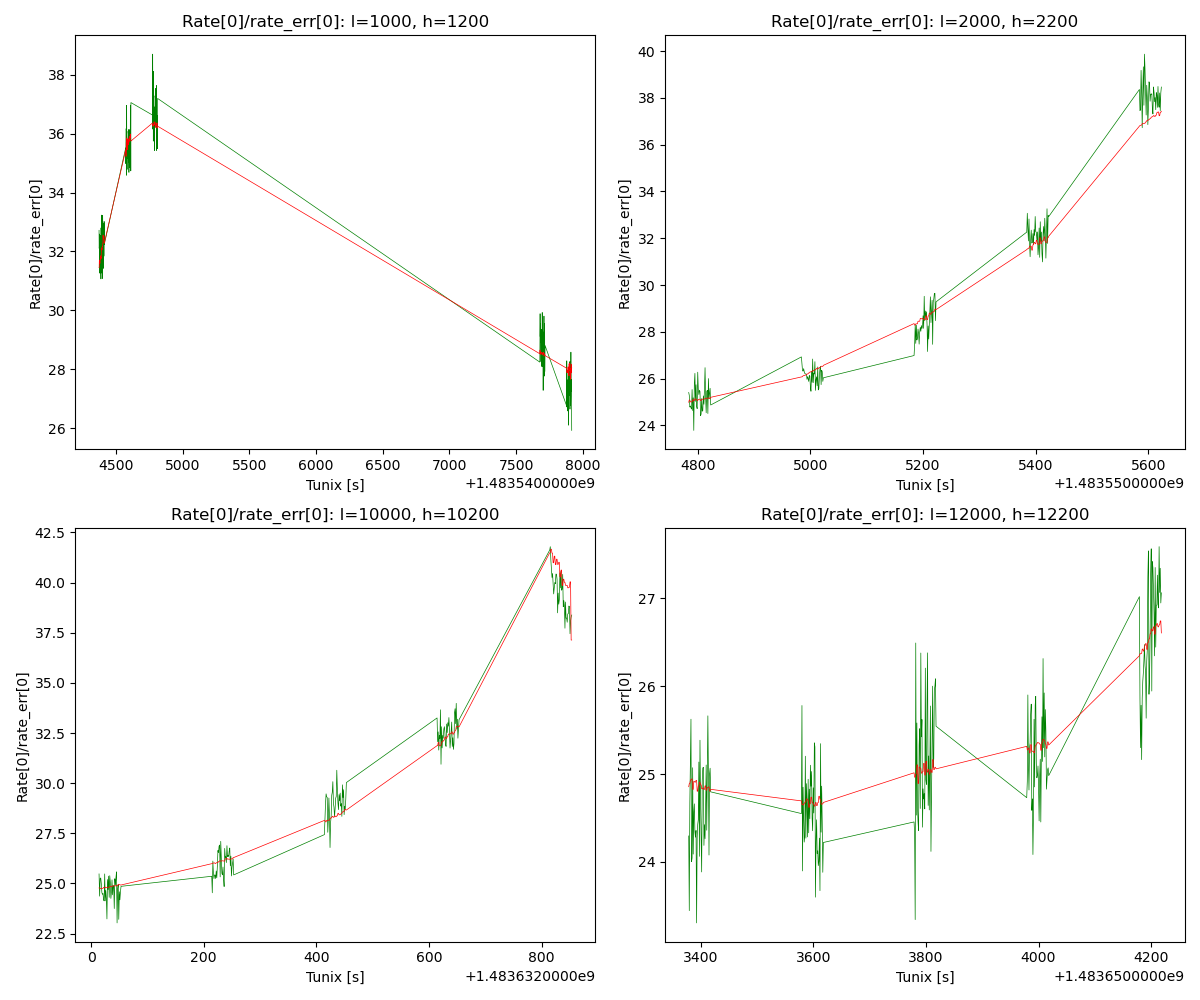 Rate[0]/rate_err[0]: l=1000, h=1200
38
36
34
32
30
28
26
Rate[0]/rate_err[0]
4500 5000 5500 6000 6500 7000 7500 8000
Tunix [s]
+1.4835400000e9
Rate[0]/rate_err[0]: l=2000, h=2200
40
38
36
34
32
30
28
26
24
Rate[0]/rate_err[0]
4800 5000 5200 5400 5600
Tunix [s]
+1.4835500000e9
Rate[0]/rate_err[0]: l=10000, h=10200
42.5
40.0
37.5
35.0
32.5
30.0
27.5
25.0
22.5
Rate[0]/rate_err[0]
0 200 400 600 800
Tunix [s]
+1.4836320000e9
Rate[0]/rate_err[0]: l=12000, h=12200
27
26
25
24
Rate[0]/rate_err[0]
3400 3600 3800 4000 4200
Tunix [s]
+1.4836500000e9